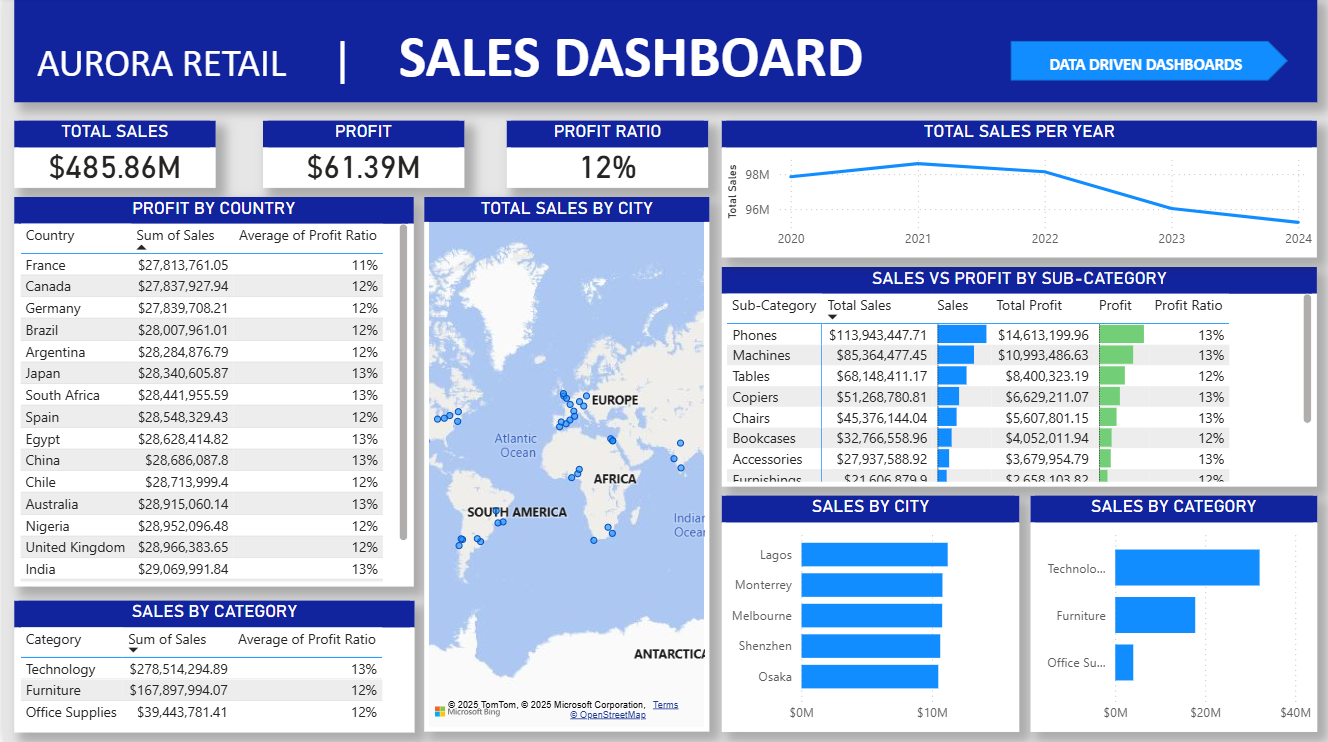 AURORA RETAIL | SALES DASHBOARD
DATA DRIVEN DASHBOARDS
TOTAL SALES
$485.86M
PROFIT
$61.39M
PROFIT RATIO
12%
TOTAL SALES PER YEAR
Total Sales
98M
96M
2020 2021 2022 2023 2024
PROFIT BY COUNTRY
Country Sum of Sales Average of Profit Ratio
France $27,813,761.05 11%
Canada $27,837,927.94 12%
Germany $27,839,708.21 12%
Brazil $28,007,961.01 12%
Argentina $28,284,876.79 12%
Japan $28,340,605.87 13%
South Africa $28,441,955.59 13%
Spain $28,548,329.43 12%
Egypt $28,628,414.82 13%
China $28,686,087.8 13%
Chile $28,713,999.4 12%
Australia $28,915,060.14 13%
Nigeria $28,952,096.48 12%
United Kingdom $28,966,383.65 12%
India $29,069,991.84 13%
SALES BY CATEGORY
Category Sum of Sales Average of Profit Ratio
Technology $278,514,294.89 13%
Furniture $167,897,994.07 12%
Office Supplies $39,443,781.41 12%
TOTAL SALES BY CITY
EUROPE
Atlantic
Ocean
AFRICA
SOUTH AMERICA
Indian
Ocean
ANTARCTICA
© 2025 TomTom, © 2025 Microsoft Corporation, Terms
Microsoft Bing
© OpenStreetMap
SALES VS PROFIT BY SUB-CATEGORY
Sub-Category Total Sales Sales Total Profit Profit Profit Ratio
Phones $113,943,447.71 $14,613,199.96 13%
Machines $85,364,477.45 $10,993,486.63 13%
Tables $68,148,411.17 $8,400,323.19 12%
Copiers $51,268,780.81 $6,629,211.07 13%
Chairs $45,376,144.04 $5,607,801.15 13%
Bookcases $32,766,558.96 $4,052,011.94 12%
Accessories $27,937,588.92 $3,679,954.79 13%
Furnishings $21,606,879.9 $2,658,103.82 12%
SALES BY CITY
Lagos
Monterrey
Melbourne
Shenzhen
Osaka
$0M $10M
SALES BY CATEGORY
Technolo...
Furniture
Office Su...
$0M $20M $40M